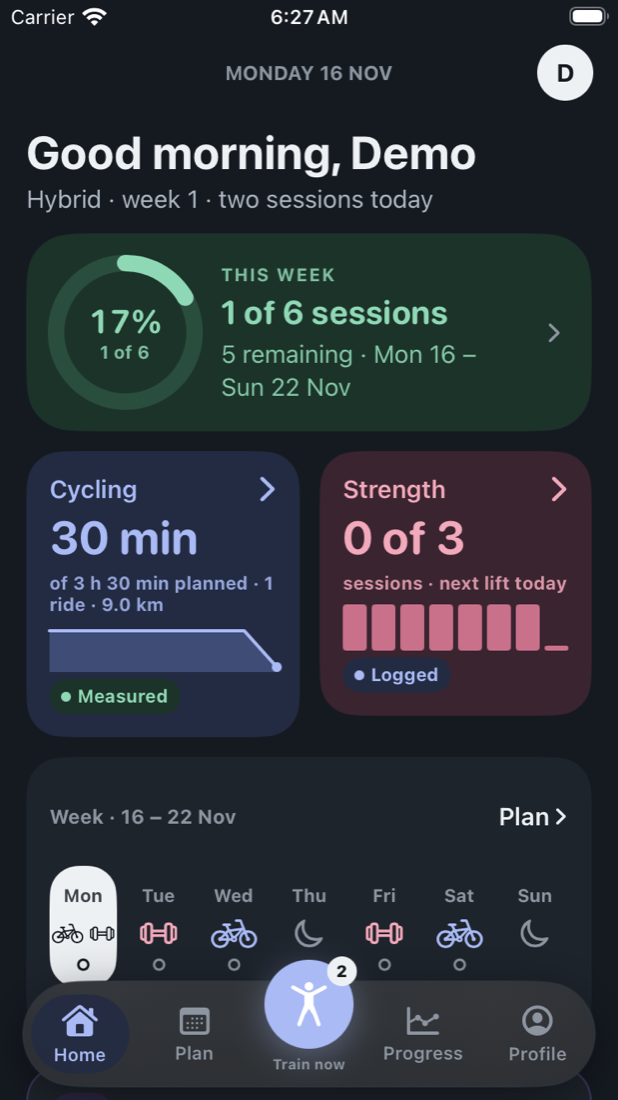 Carrier
6:27 AM
MONDAY 16 NOV
D
Good morning, Demo
Hybrid · week 1 · two sessions today
17%
1 of 6
THIS WEEK
1 of 6 sessions
5 remaining · Mon 16 –
Sun 22 Nov
Cycling
30 min
of 3 h 30 min planned · 1
ride · 9.0 km
Measured
Strength
0 of 3
sessions · next lift today
Logged
Week · 16 – 22 Nov
Plan
Mon
Tue
Wed
Thu
Fri
Sat
Sun
2
Home
Plan
Train now
Progress
Profile